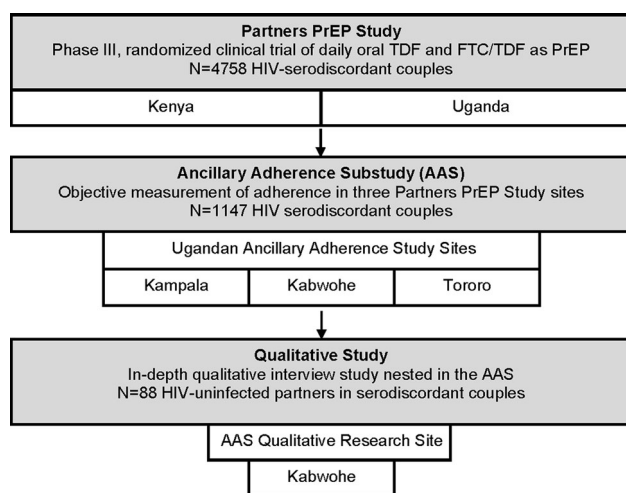 Partners PrEP Study
Phase III, randomized clinical trial of daily oral TDF and FTC/TDF as PrEP
N=4758 HIV-serodiscordant couples
Kenya
Uganda
Ancillary Adherence Substudy (AAS)
Objective measurement of adherence in three Partners PrEP Study sites
N=1147 HIV serodiscordant couples
Ugandan Ancillary Adherence Study Sites
Kampala
Kabwohe
Tororo
Qualitative Study
In-depth qualitative interview study nested in the AAS
N=88 HIV-uninfected partners in serodiscordant couples
AAS Qualitative Research Site
Kabwohe